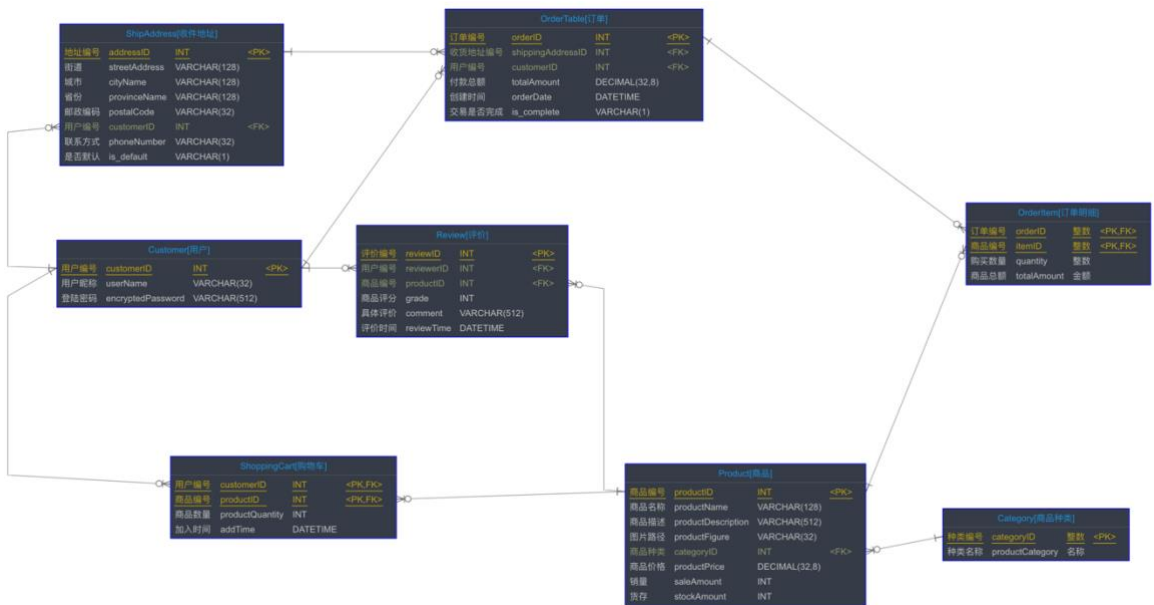 ShipAddress[收件地址]
地址编号 addressID INT <PK>
街道 streetAddress VARCHAR(128)
城市 cityName VARCHAR(128)
省份 provinceName VARCHAR(128)
邮政编码 postalCode VARCHAR(32)
用户编号 customerID INT <FK>
联系方式 phoneNumber VARCHAR(32)
是否默认 is_default VARCHAR(1)
OrderTable[订单]
订单编号 orderID INT <PK>
收货地址编号 shippingAddressID INT <FK>
用户编号 customerID INT <FK>
付款总额 totalAmount DECIMAL(32,8)
创建时间 orderDate DATETIME
交易是否完成 is_complete VARCHAR(1)
OrderItem[订单明细]
订单编号 orderID 整数 <PK,FK>
商品编号 itemID 整数 <PK,FK>
购买数量 quantity 整数
商品总额 totalAmount 金额
Customer[用户]
用户编号 customerID INT <PK>
用户昵称 userName VARCHAR(32)
登陆密码 encryptedPassword VARCHAR(512)
Review[评价]
评价编号 reviewID INT <PK>
用户编号 reviewerID INT <FK>
商品编号 productID INT <FK>
商品评分 grade INT
具体评价 comment VARCHAR(512)
评价时间 reviewTime DATETIME
ShoppingCart[购物车]
用户编号 customerID INT <PK,FK>
商品编号 productID INT <PK,FK>
商品数量 productQuantity INT
加入时间 addTime DATETIME
Product[商品]
商品编号 productID INT <PK>
商品名称 productName VARCHAR(128)
商品描述 productDescription VARCHAR(512)
图片路径 productFigure VARCHAR(32)
商品种类 categoryID INT <FK>
商品价格 productPrice DECIMAL(32,8)
销量 saleAmount INT
货存 stockAmount INT
Category[商品种类]
种类编号 categoryID 整数 <PK>
种类名称 productCategory 名称